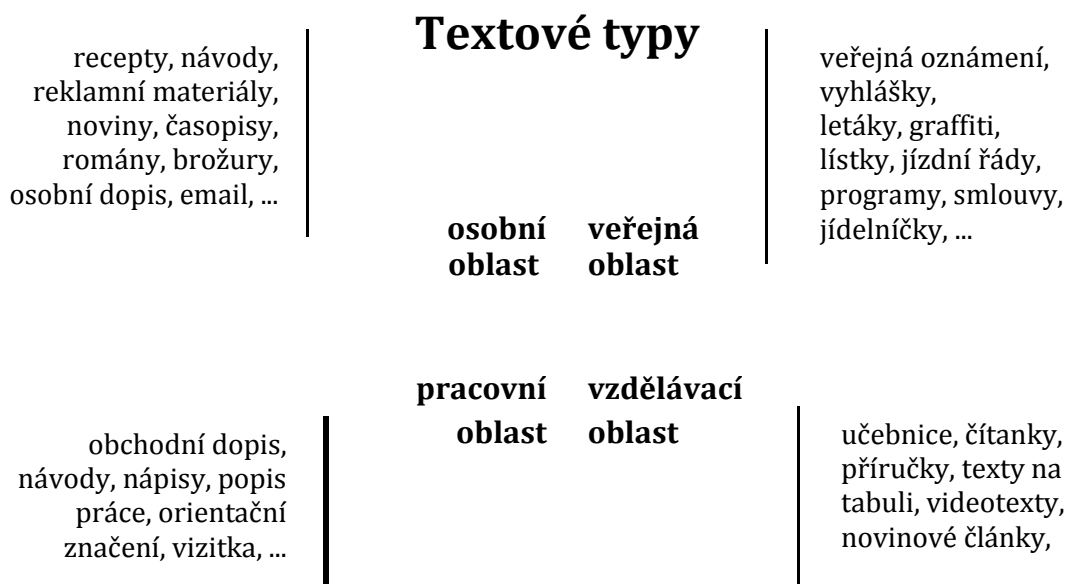 Textové typy
recepty, návody,
reklamní materiály,
noviny, časopisy,
romány, brožury,
osobní dopis, email, ...
veřejná oznámení,
vyhlášky,
letáky, graffiti,
lístky, jízdní řády,
programy, smlouvy,
jídelníčky, ...
osobní
oblast
veřejná
oblast
pracovní
oblast
vzdělávací
oblast
obchodní dopis,
návody, nápisy, popis
práce, orientační
značení, vizitka, ...
učebnice, čítanky,
příručky, texty na
tabuli, videotexty,
novinové články,